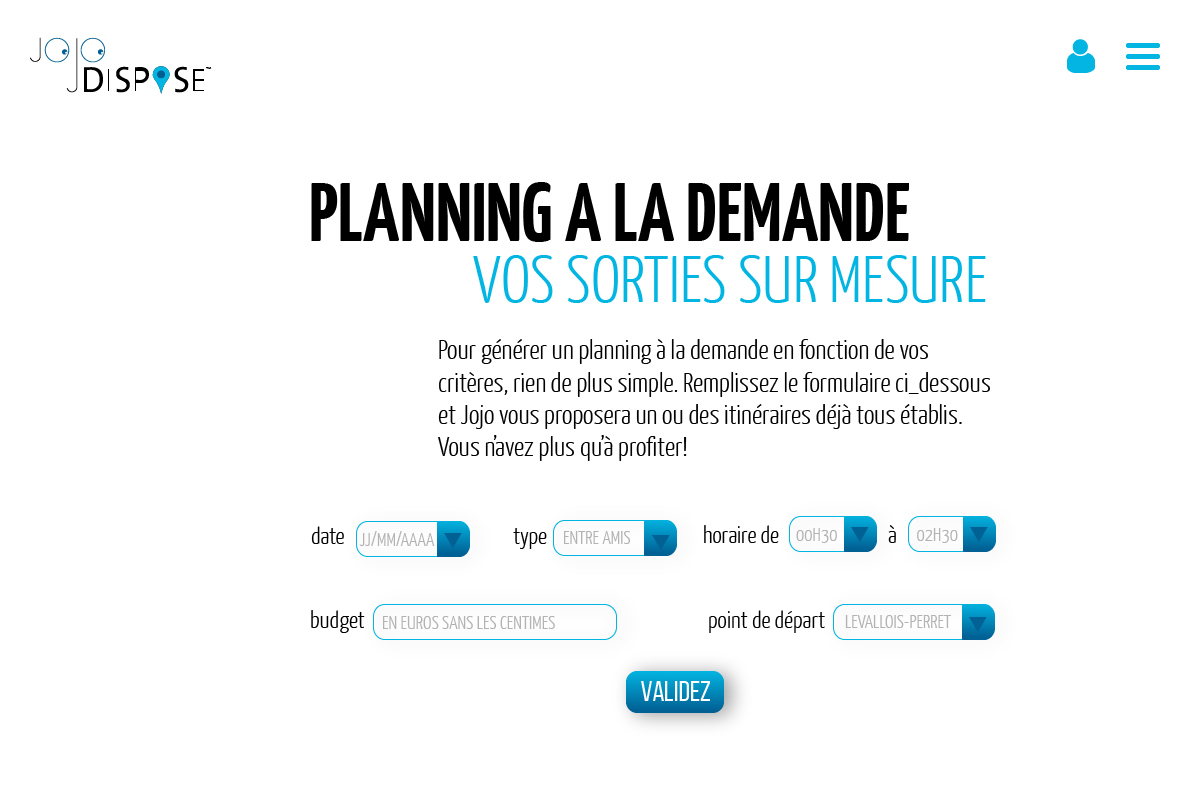 JOJO
JDISPOSE™
PLANNING A LA DEMANDE
VOS SORTIES SUR MESURE
Pour générer un planning à la demande en fonction de vos
critères, rien de plus simple. Remplissez le formulaire ci_dessous
et Jojo vous proposera un ou des itinéraires déjà tous établis.
Vous n'avez plus qu'à profiter!
date JJ/MM/AAAA type ENTRE AMIS horaire de 00H30 à 02H30
budget EN EUROS SANS LES CENTIMES point de départ LEVALLOIS-PERRET
VALIDEZ